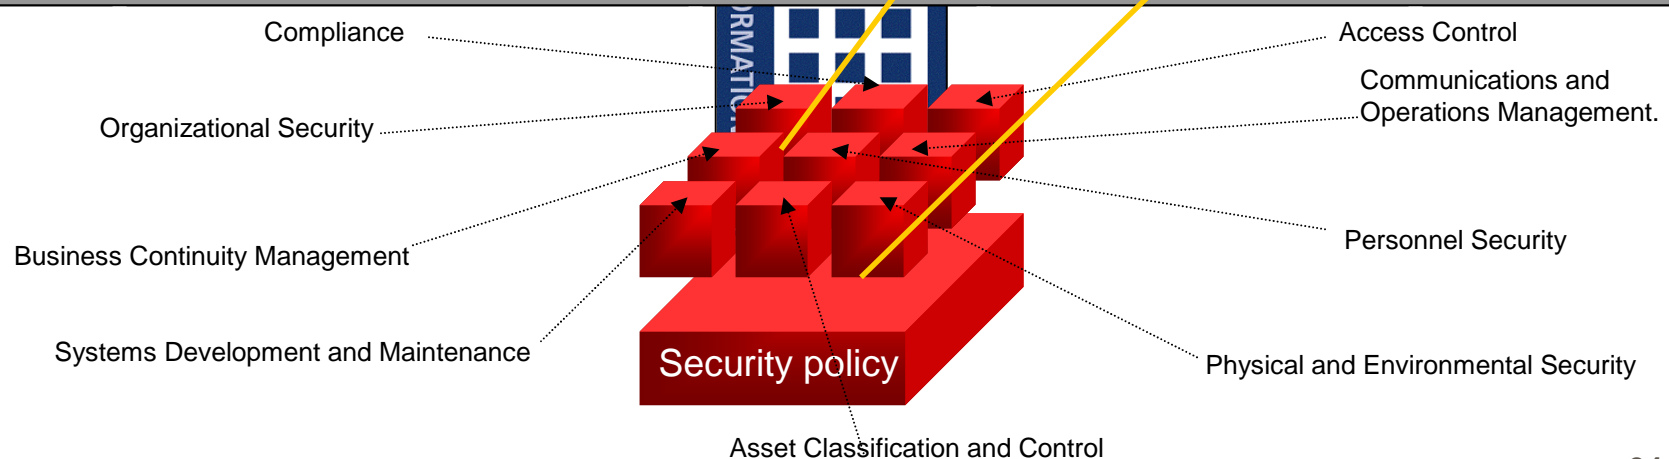 Compliance
Access Control
Communications and
Operations Management.
Organizational Security
Personnel Security
Business Continuity Management
Systems Development and Maintenance
Security policy
Physical and Environmental Security
Asset Classification and Control